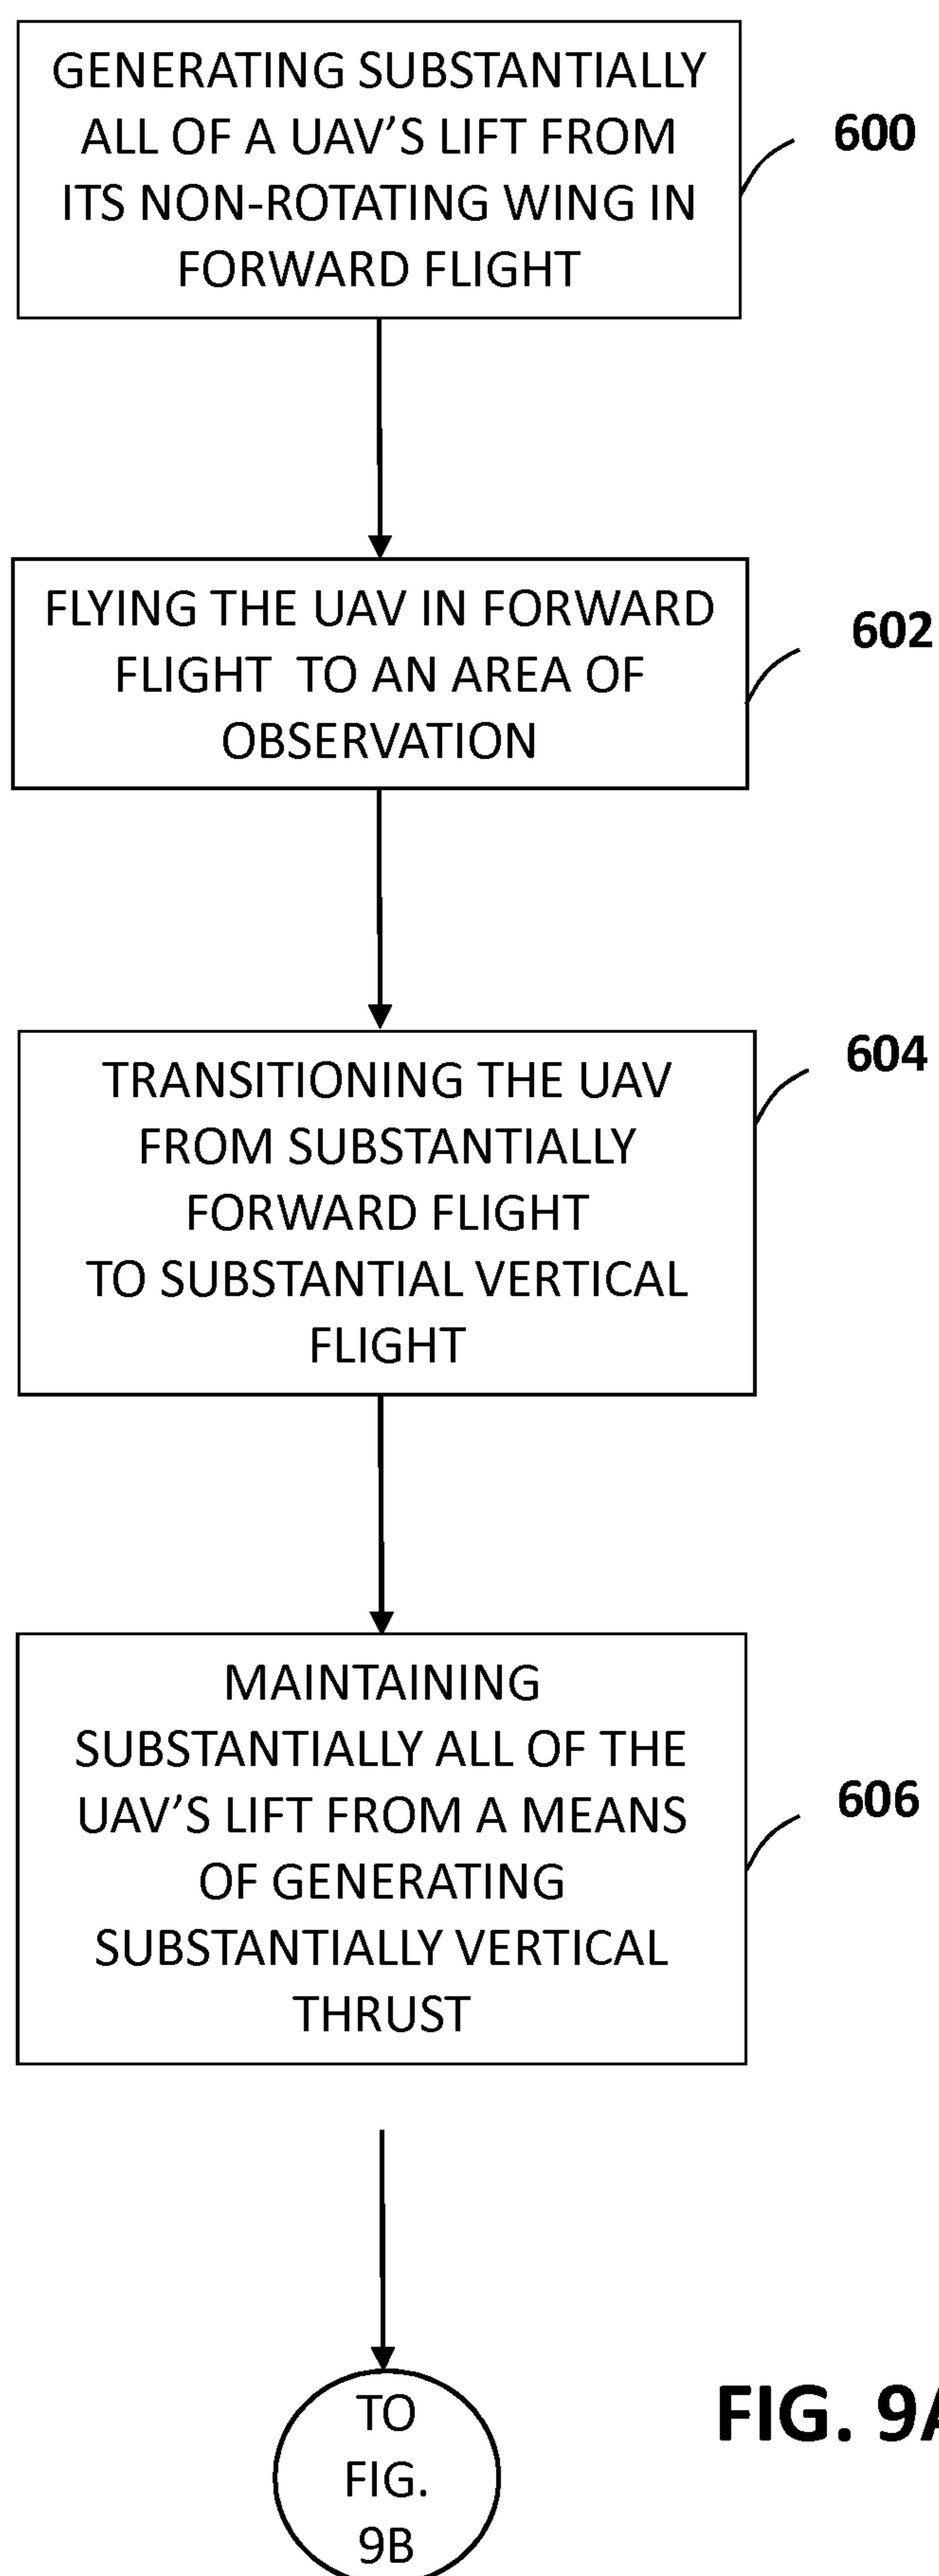 GENERATING SUBSTANTIALLY
ALL OF A UAV'S LIFT FROM
ITS NON-ROTATING WING IN
FORWARD FLIGHT
600
FLYING THE UAV IN FORWARD
FLIGHT TO AN AREA OF
OBSERVATION
602
TRANSITIONING THE UAV
FROM SUBSTANTIALLY
FORWARD FLIGHT
TO SUBSTANTIAL VERTICAL
FLIGHT
604
MAINTAINING
SUBSTANTIALLY ALL OF THE
UAV'S LIFT FROM A MEANS
OF GENERATING
SUBSTANTIALLY VERTICAL
THRUST
606
TO
FIG.
9B
FIG. 9A